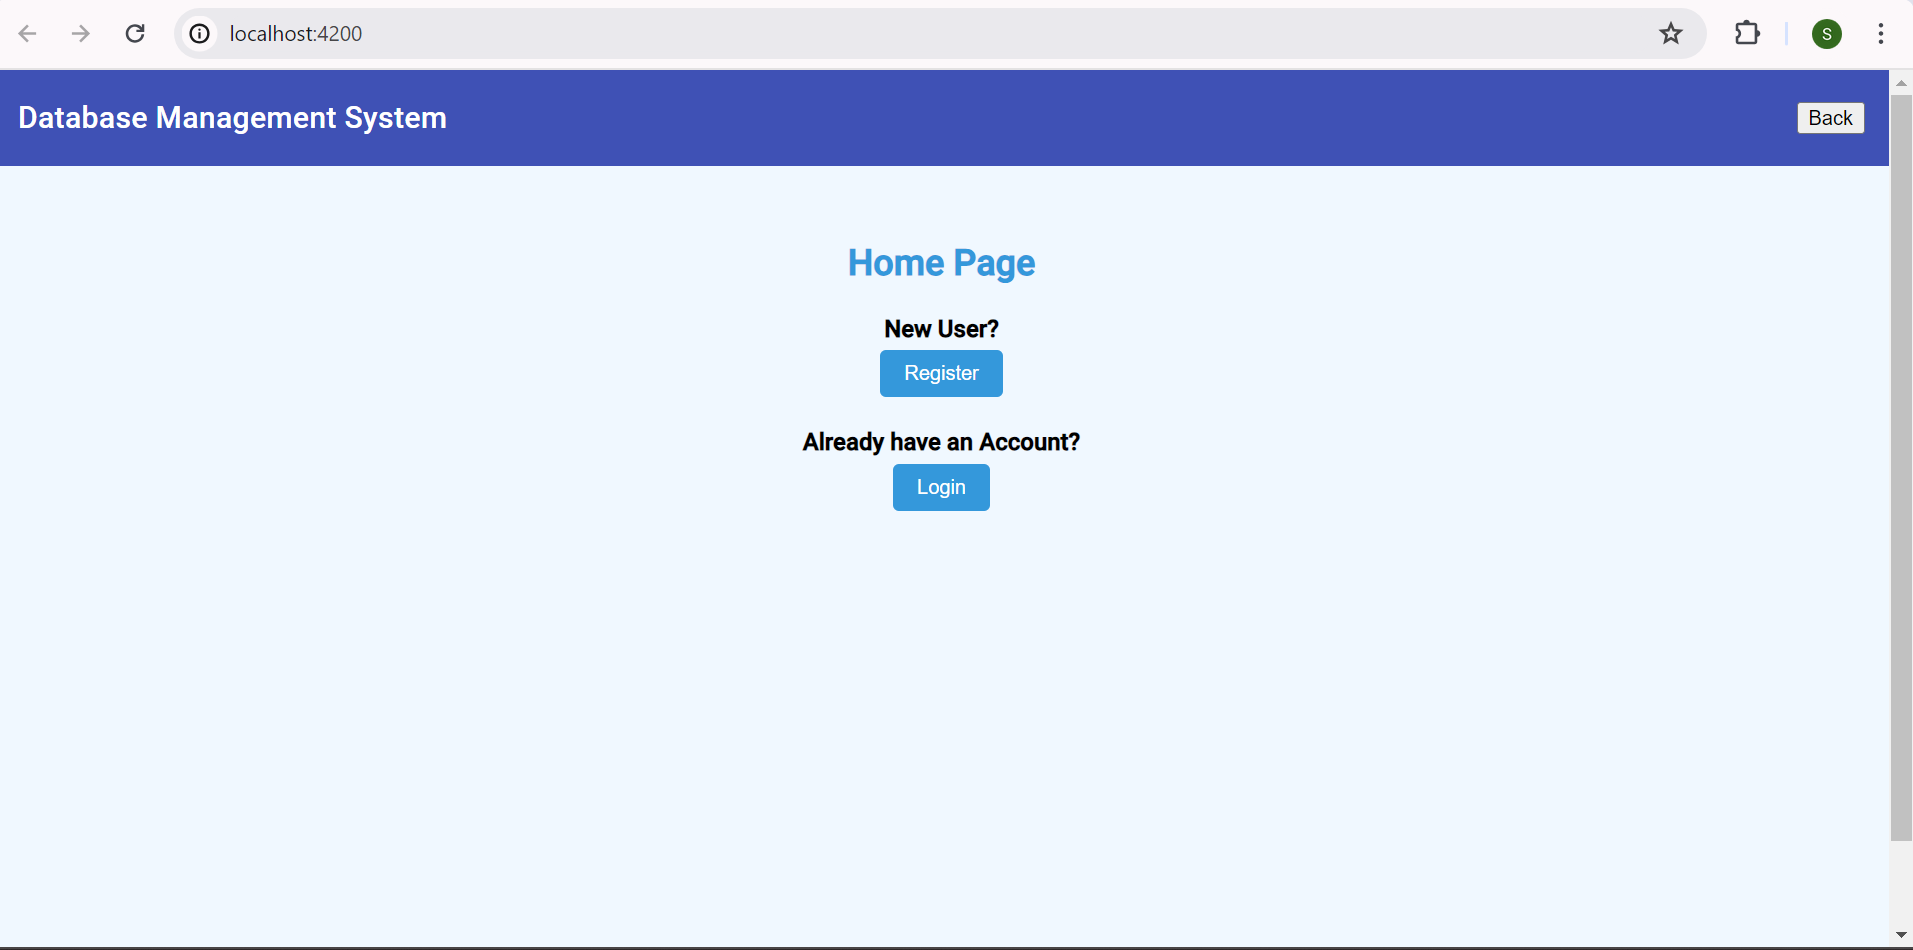 localhost:4200
S
Database Management System
Back
Home Page
New User?
Register
Already have an Account?
Login